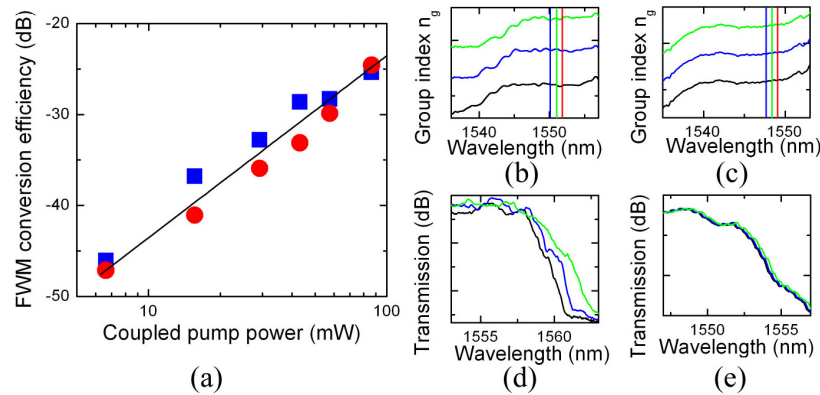 -20
-30
-40
-50
FWM conversion efficiency (dB)
10
100
Coupled pump power (mW)
(a)
Group index n_g
1540
1550
Wavelength (nm)
(b)
Group index n_g
1540
1550
Wavelength (nm)
(c)
Transmission (dB)
1555
1560
Wavelength (nm)
(d)
Transmission (dB)
1550
1555
Wavelength (nm)
(e)